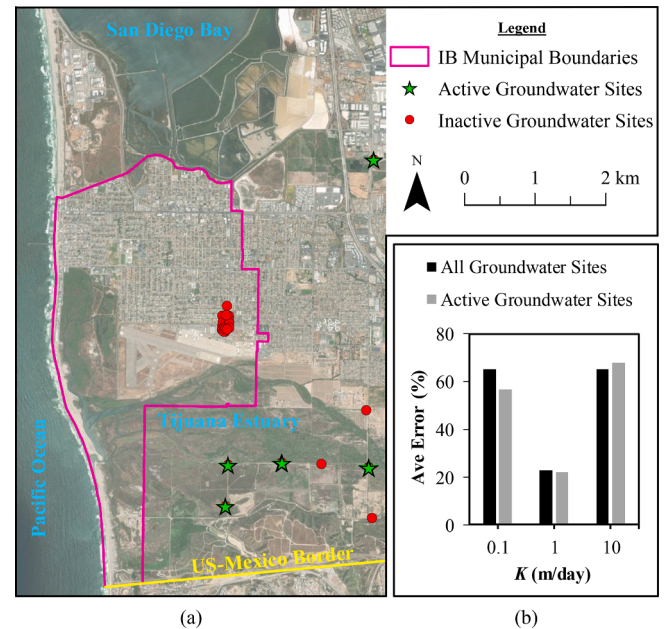 San Diego Bay
Pacific Ocean
Tijuana Estuary
US-Mexico Border
Legend
IB Municipal Boundaries
Active Groundwater Sites
Inactive Groundwater Sites
N
0 1 2 km
All Groundwater Sites
Active Groundwater Sites
Ave Error (%)
80
60
40
20
0
0.1 1 10
K (m/day)
(a) (b)